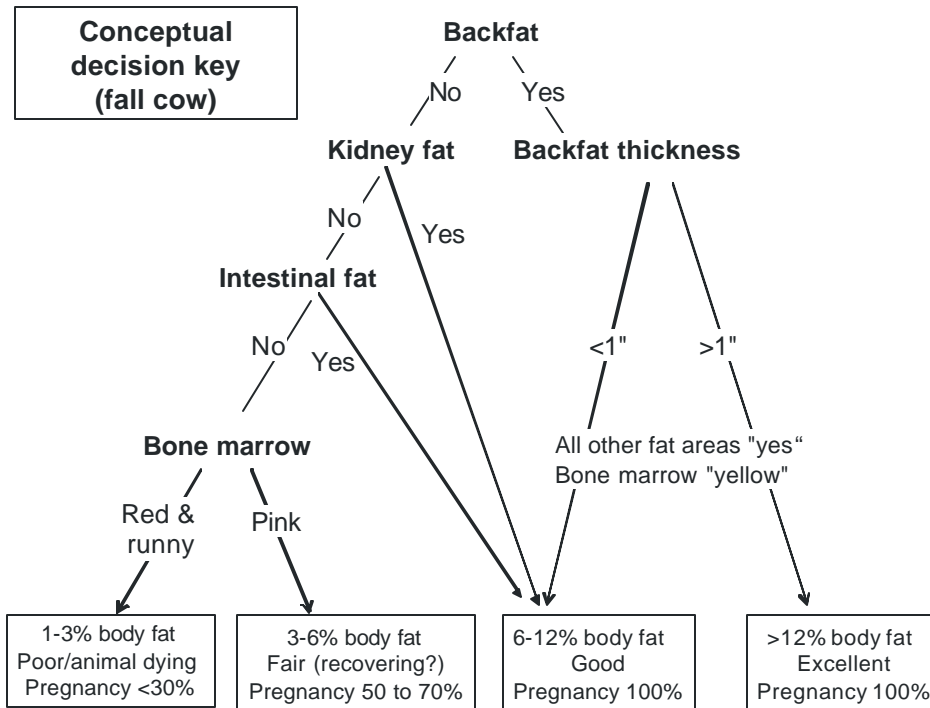 Conceptual
decision key
(fall cow)
Backfat
No
Yes
Kidney fat
Backfat thickness
No
Yes
Intestinal fat
No
Yes
<1"
>1"
Bone marrow
All other fat areas "yes“
Bone marrow "yellow"
Red &
runny
Pink
1-3% body fat
Poor/animal dying
Pregnancy <30%
3-6% body fat
Fair (recovering?)
Pregnancy 50 to 70%
6-12% body fat
Good
Pregnancy 100%
>12% body fat
Excellent
Pregnancy 100%